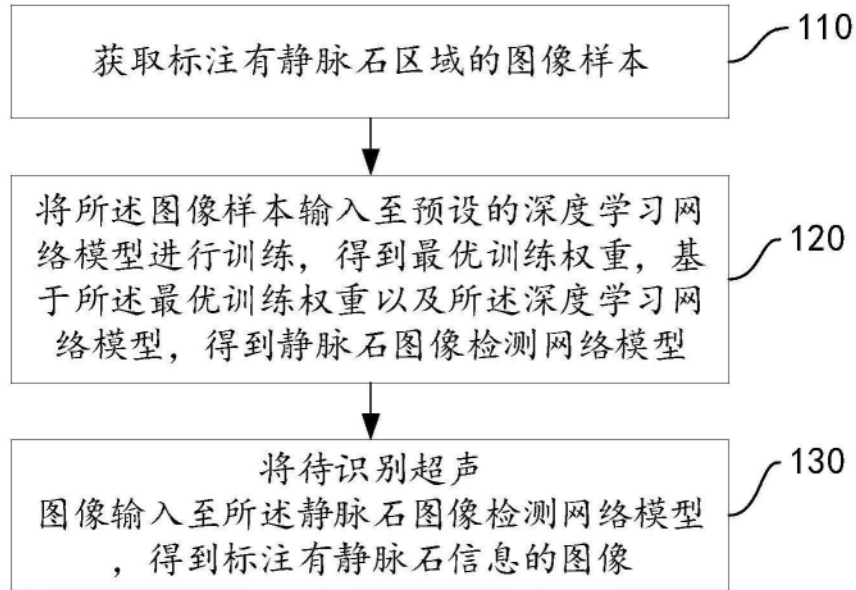 获取标注有静脉石区域的图像样本
110
将所述图像样本输入至预设的深度学习网
络模型进行训练，得到最优训练权重，基
于所述最优训练权重以及所述深度学习网
络模型，得到静脉石图像检测网络模型
120
将待识别超声
图像输入至所述静脉石图像检测网络模型
，得到标注有静脉石信息的图像
130